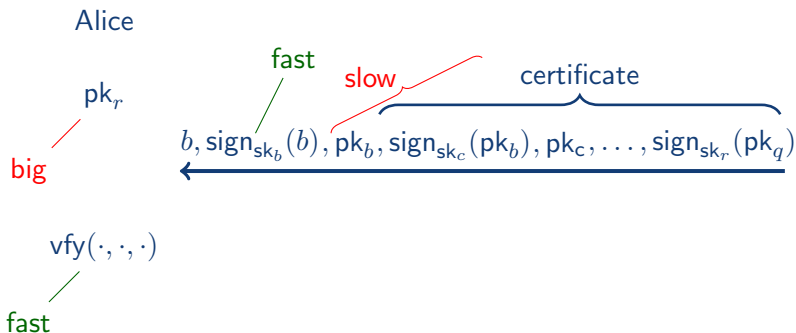 Alice
fast
slow
certificate
pk_r
b, sign_{sk_b}(b), pk_b, sign_{sk_c}(pk_b), pk_c, . . . , sign_{sk_r}(pk_q)
big
vfy(·, ·, ·)
fast